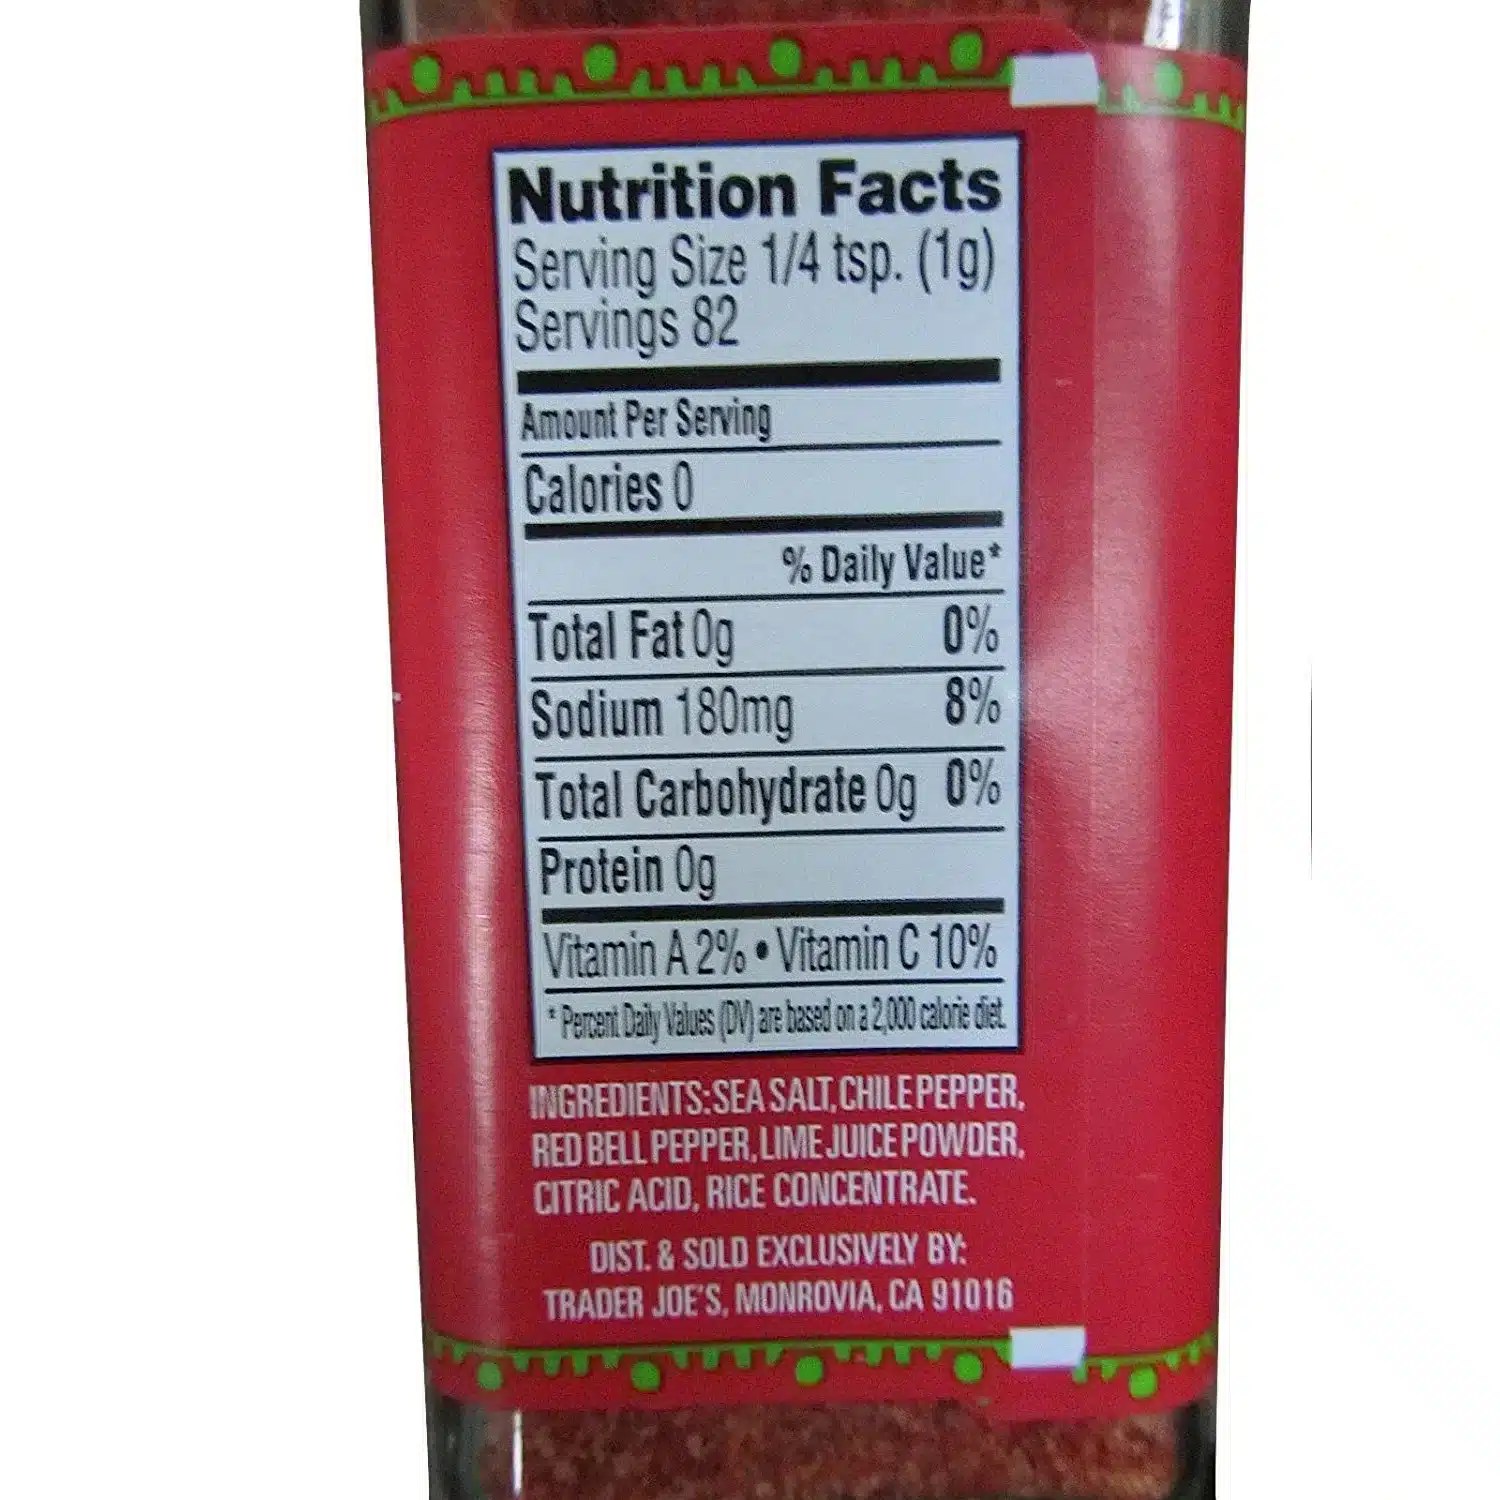 Nutrition Facts
Serving Size 1/4 tsp. (1g)
Servings 82
Amount Per Serving
Calories 0
% Daily Value*
Total Fat 0g 0%
Sodium 180mg 8%
Total Carbohydrate 0g 0%
Protein 0g
Vitamin A 2% • Vitamin C 10%
* Percent Daily Values (DV) are based on a 2,000 calorie diet.
INGREDIENTS: SEA SALT, CHILE PEPPER,
RED BELL PEPPER, LIME JUICE POWDER,
CITRIC ACID, RICE CONCENTRATE.
DIST. & SOLD EXCLUSIVELY BY:
TRADER JOE'S, MONROVIA, CA 91016